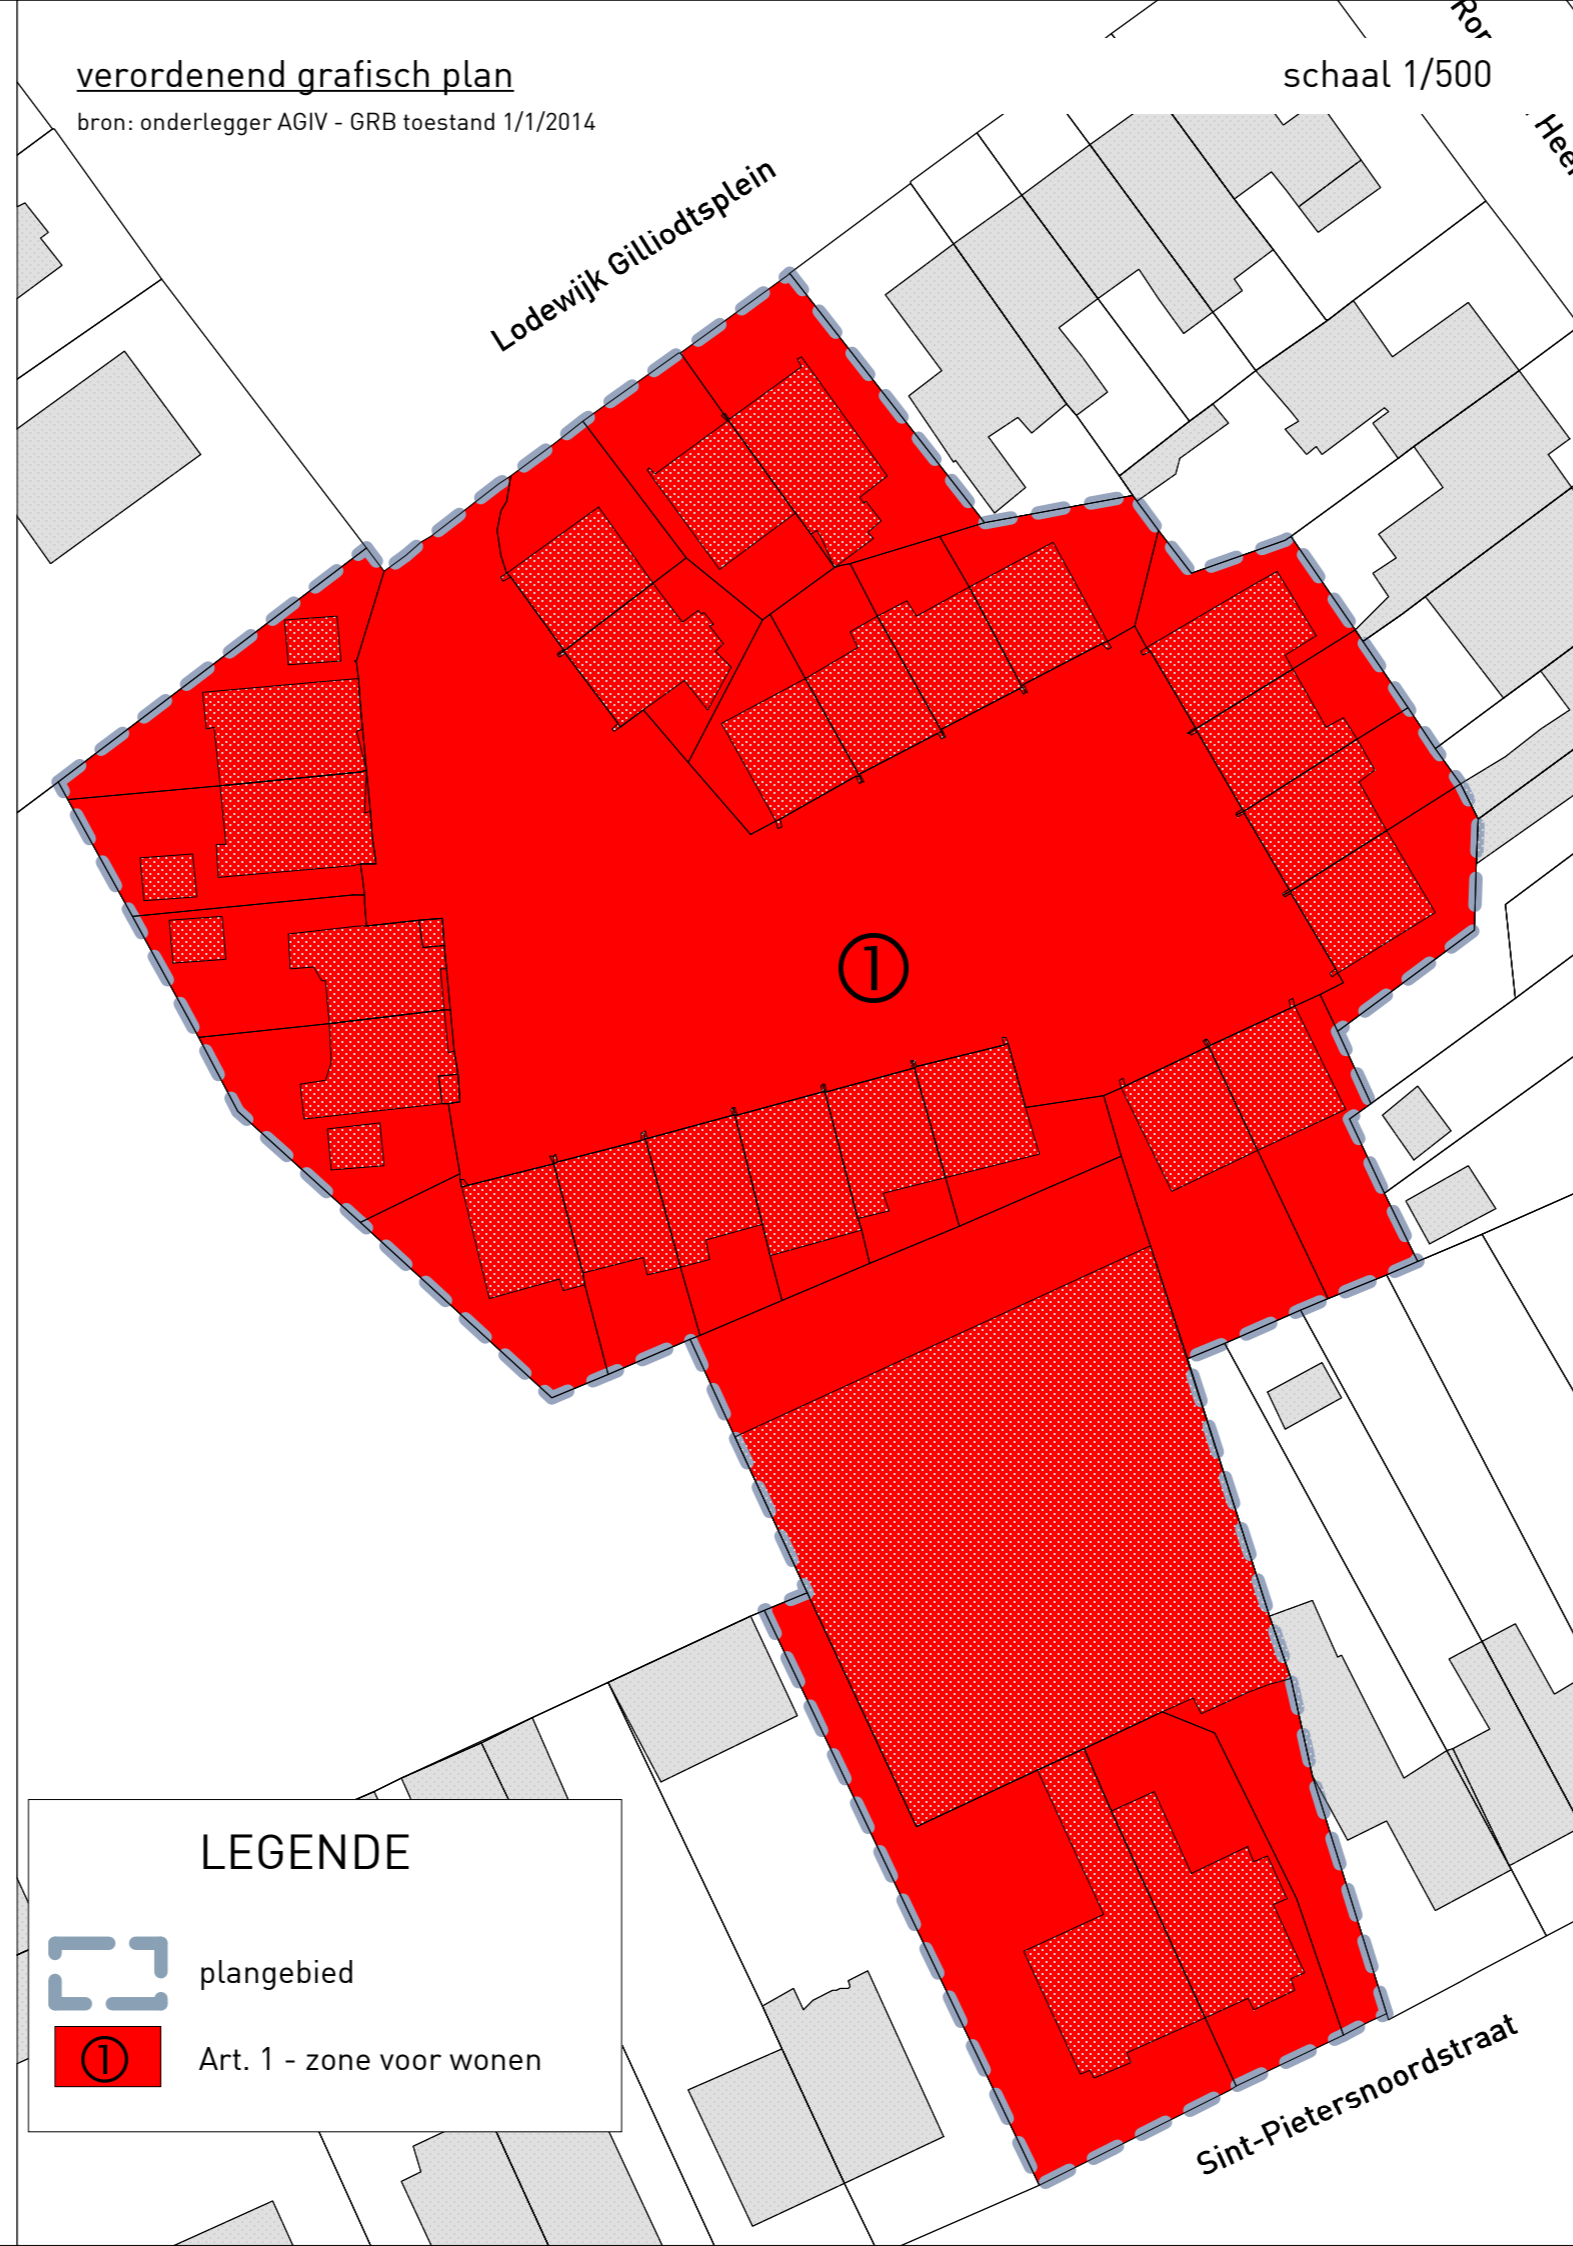 verordenend grafisch plan
schaal 1/500
bron: onderlegger AGIV - GRB toestand 1/1/2014
Lodewijk Gilliodtsplein
1
LEGENDE
plangebied
1
Art. 1 - zone voor wonen
Sint-Pietersnoordstraat